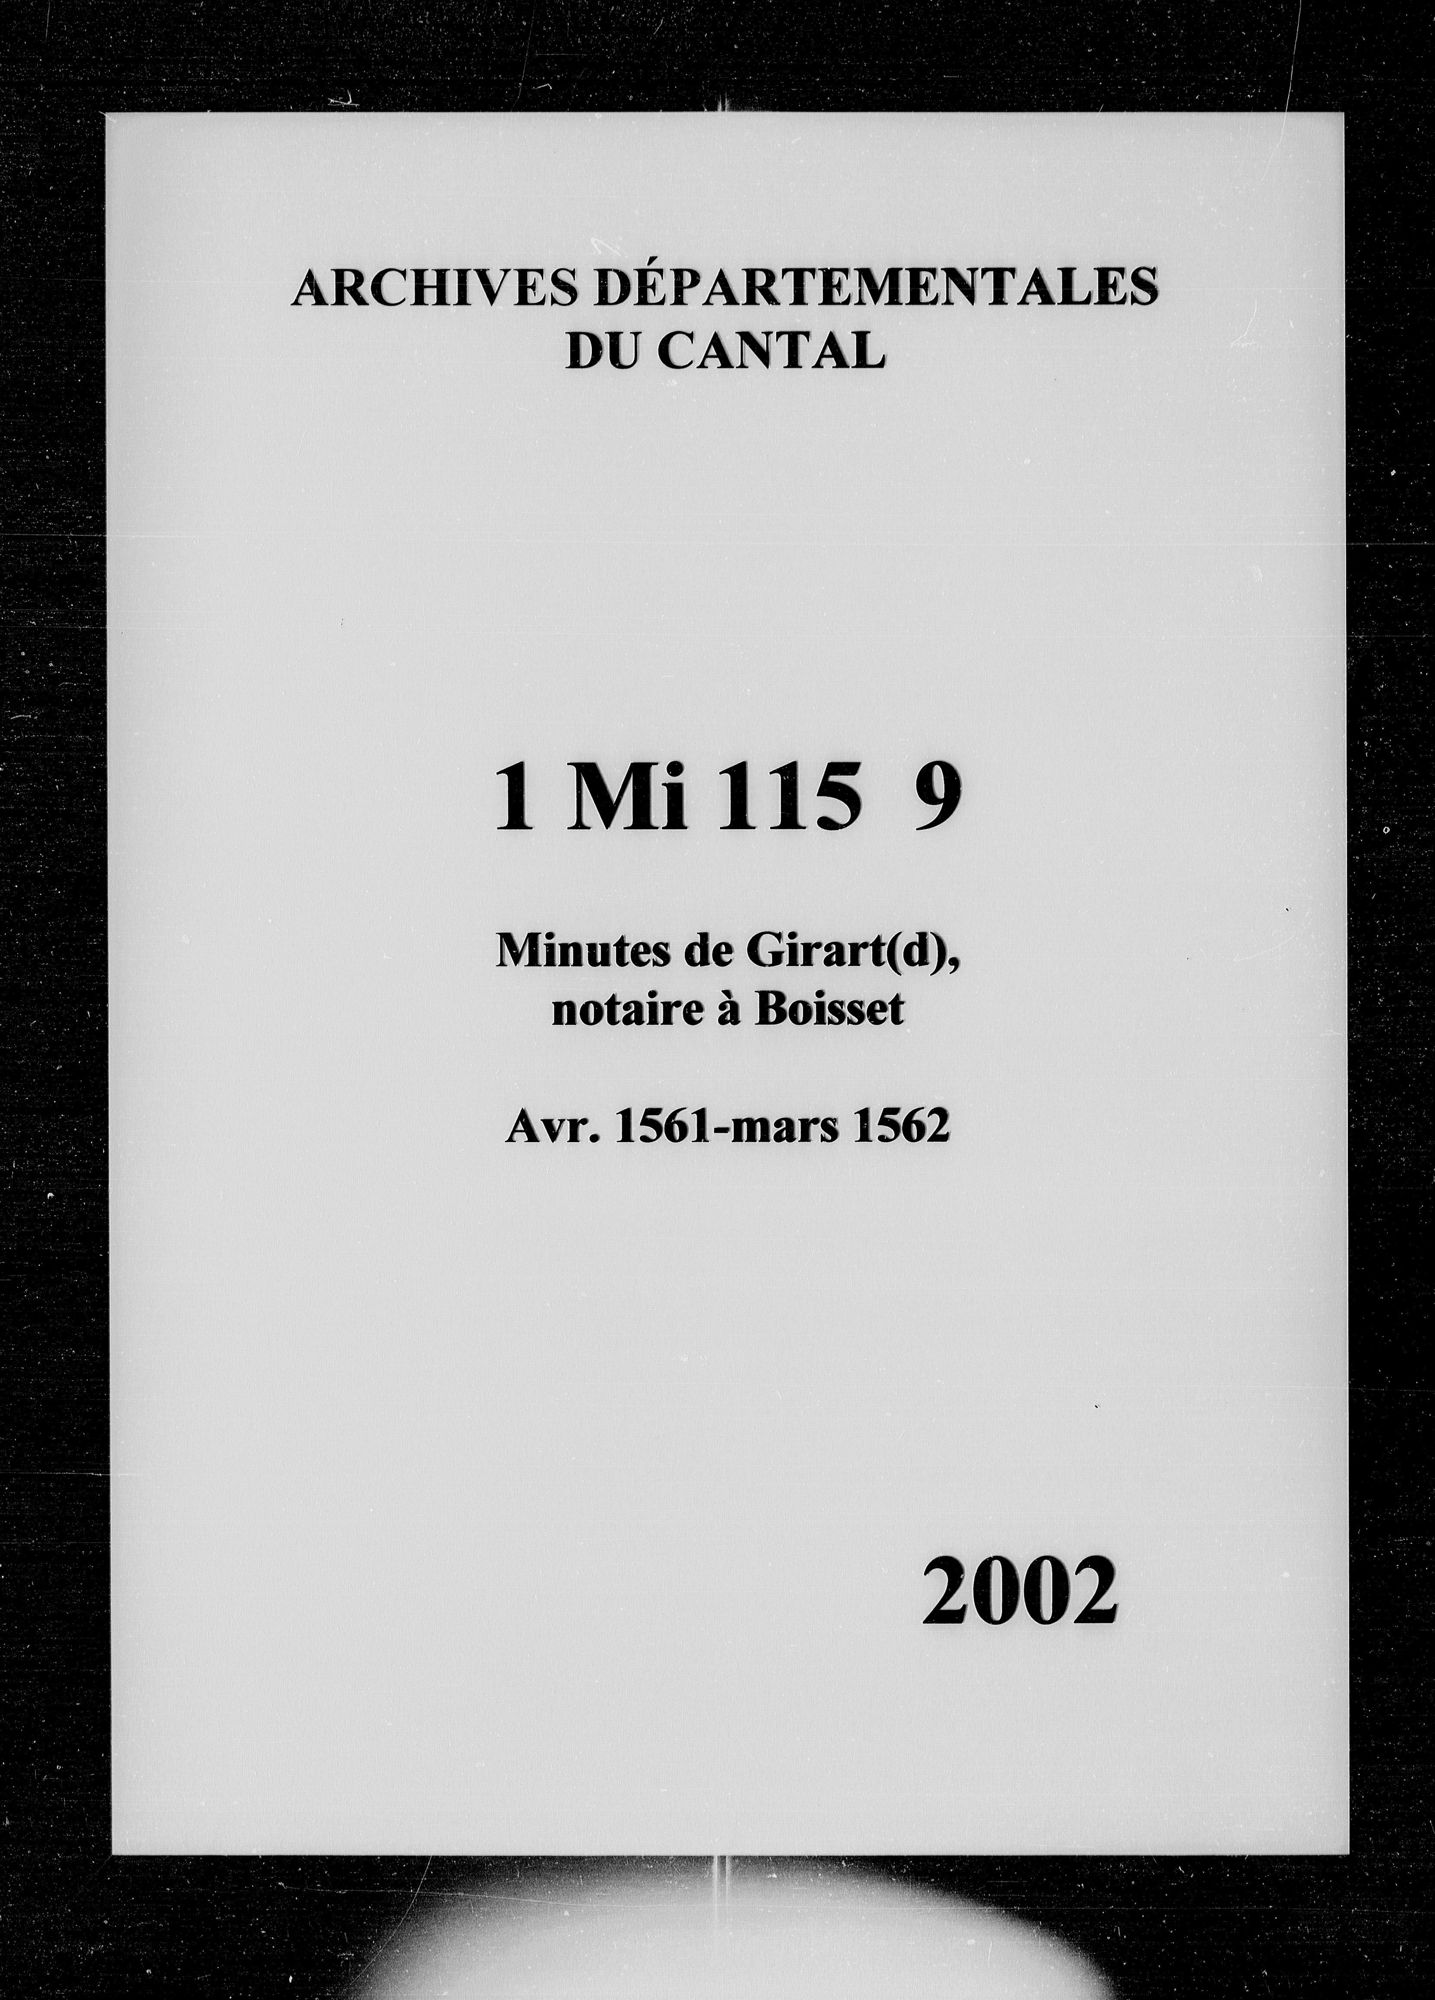 ARCHIVES DÉPARTEMENTALES
DU CANTAL
1 Mi 115 9
Minutes de Girart(d),
notaire à Boisset
Avr. 1561-mars 1562
2002